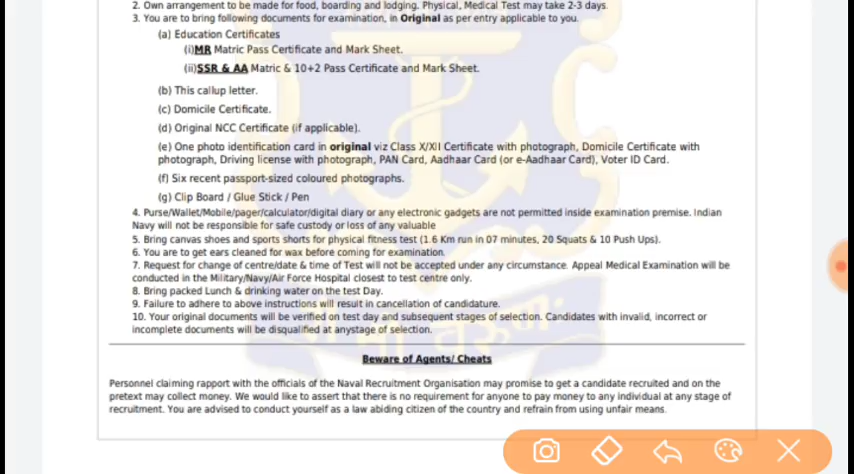 2. Own arrangement to be made for food, boarding and lodging. Physical, Medical Test may take 2-3 days.
3. You are to bring following documents for examination, in Original as per entry applicable to you.
(a) Education Certificates
(i)MR Matric Pass Certificate and Mark Sheet.
(ii)SSR & AA Matric & 10+2 Pass Certificate and Mark Sheet.
(b) This callup letter.
(c) Domicile Certificate.
(d) Original NCC Certificate (if applicable).
(e) One photo identification card in original viz Class X/XII Certificate with photograph, Domicile Certificate with
photograph, Driving license with photograph, PAN Card, Aadhaar Card (or e-Aadhaar Card), Voter ID Card.
(f) Six recent passport-sized coloured photographs.
(g) Clip Board / Glue Stick / Pen
4. Purse/Wallet/Mobile/pager/calculator/digital diary or any electronic gadgets are not permitted inside examination premise. Indian
Navy will not be responsible for safe custody or loss of any valuable
5. Bring canvas shoes and sports shorts for physical fitness test (1.6 Km run in 07 minutes, 20 Squats & 10 Push Ups).
6. You are to get ears cleaned for wax before coming for examination.
7. Request for change of centre/date & time of Test will not be accepted under any circumstance. Appeal Medical Examination will be
conducted in the Military/Navy/Air Force Hospital closest to test centre only.
8. Bring packed Lunch & drinking water on the test Day.
9. Failure to adhere to above instructions will result in cancellation of candidature.
10. Your original documents will be verified on test day and subsequent stages of selection. Candidates with invalid, incorrect or
incomplete documents will be disqualified at anystage of selection.
Beware of Agents/ Cheats
Personnel claiming rapport with the officials of the Naval Recruitment Organisation may promise to get a candidate recruited and on the
pretext may collect money. We would like to assert that there is no requirement for anyone to pay money to any individual at any stage of
recruitment. You are advised to conduct yourself as a law abiding citizen of the country and refrain from using unfair means.